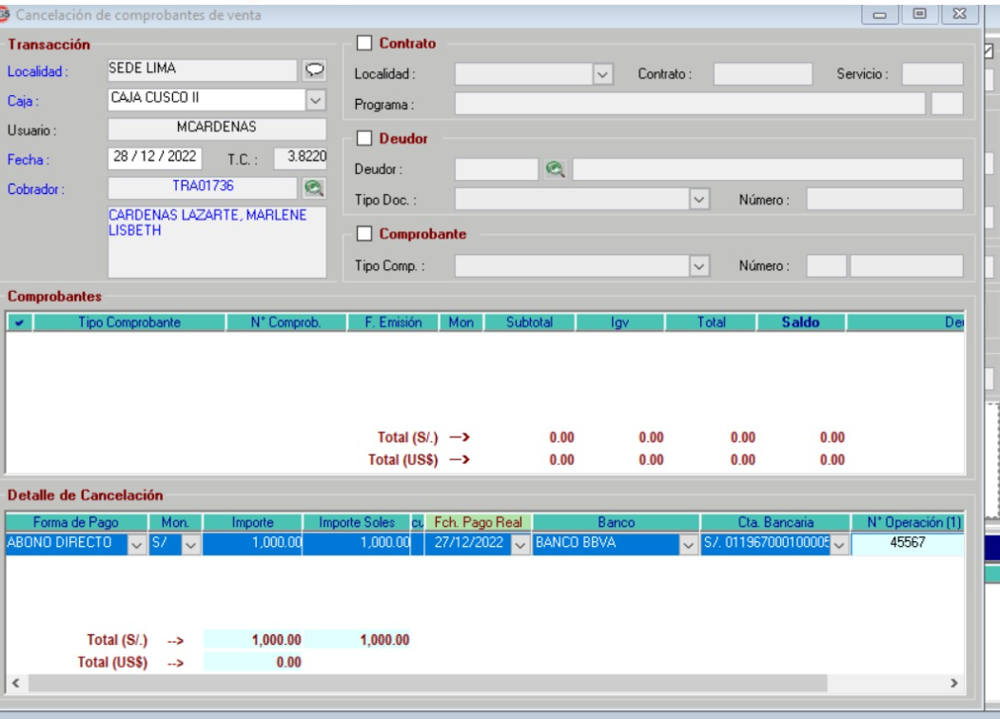 Cancelación de comprobantes de venta
Transacción
Localidad : SEDE LIMA
Caja : CAJA CUSCO II
Usuario : MCARDENAS
Fecha : 28 / 12 / 2022 T.C. : 3.8220
Cobrador : TRA01736
CARDENAS LAZARTE, MARLENE
LISBETH
Contrato
Localidad : Contrato : Servicio :
Programa :
Deudor
Deudor :
Tipo Doc. : Número :
Comprobante
Tipo Comp. : Número :
Comprobantes
Tipo Comprobante N° Comprob. F. Emisión Mon Subtotal Igv Total Saldo De
Total (S/.) --> 0.00 0.00 0.00 0.00
Total (US$) --> 0.00 0.00 0.00 0.00
Detalle de Cancelación
Forma de Pago Mon. Importe Importe Soles cu Fch. Pago Real Banco Cta. Bancaria N° Operación (1)
ABONO DIRECTO S/ 1,000.00 1,000.00 27/12/2022 BANCO BBVA S/. 01196700010000 45567
Total (S/.) --> 1,000.00 1,000.00
Total (US$) --> 0.00